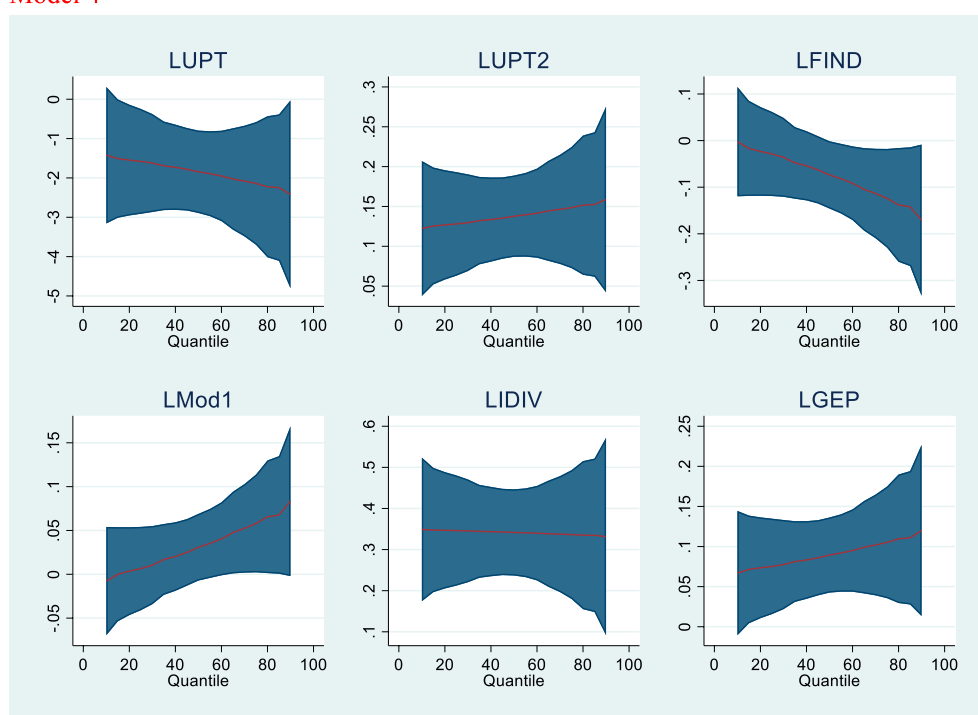 Model 4
LUPT
LUPT2
LFIND
0
-1
-2
-3
-4
-5
0 20 40 60 80 100
Quantile
.3
.25
.2
.15
.1
.05
0 20 40 60 80 100
Quantile
.1
0
-.1
-.2
-.3
0 20 40 60 80 100
Quantile
LMod1
LIDIV
LGEP
.15
.1
.05
0
-.05
0 20 40 60 80 100
Quantile
.6
.5
.4
.3
.2
.1
0 20 40 60 80 100
Quantile
.25
.2
.15
.1
.05
0
0 20 40 60 80 100
Quantile